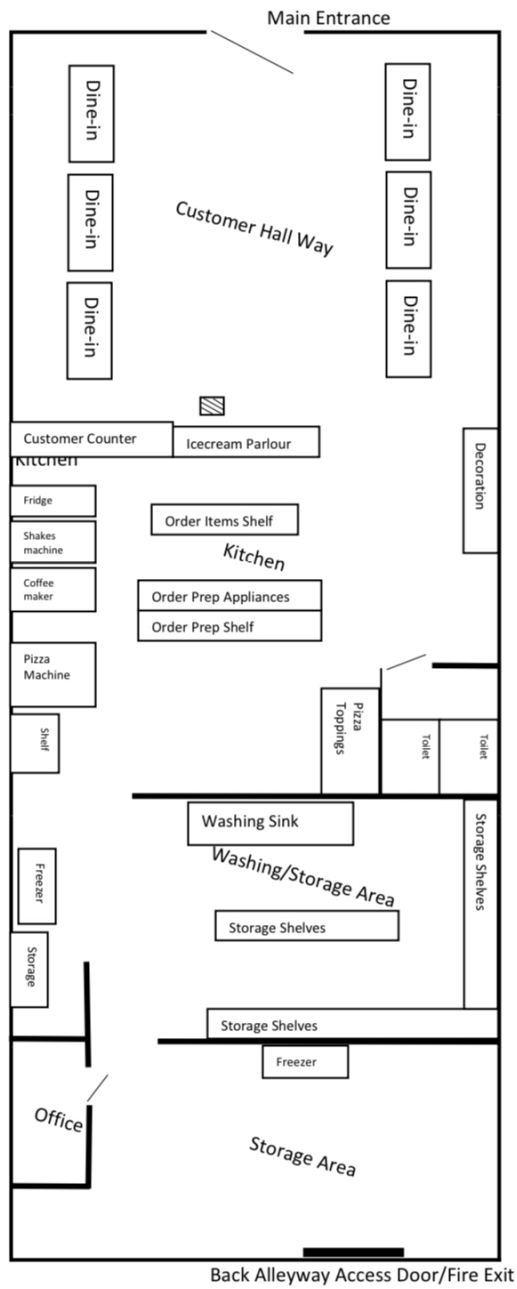 Main Entrance
Dine-in
Dine-in
Dine-in
Dine-in
Customer Hall Way
Dine-in
Dine-in
Customer Counter
Icecream Parlour
Kitchen
Decoration
Fridge
Order Items Shelf
Shakes
machine
Kitchen
Coffee
maker
Order Prep Appliances
Order Prep Shelf
Pizza
Machine
Pizza
Toppings
Shelf
Toilet
Toilet
Washing Sink
Storage Shelves
Washing/Storage Area
Freezer
Storage Shelves
Storage
Storage Shelves
Freezer
Office
Storage Area
Back Alleyway Access Door/Fire Exit